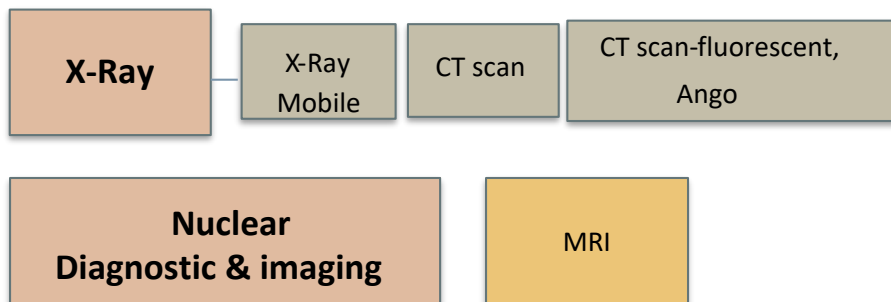 X-Ray
X-Ray
Mobile
CT scan
CT scan-fluorescent,
Ango
Nuclear
Diagnostic & imaging
MRI